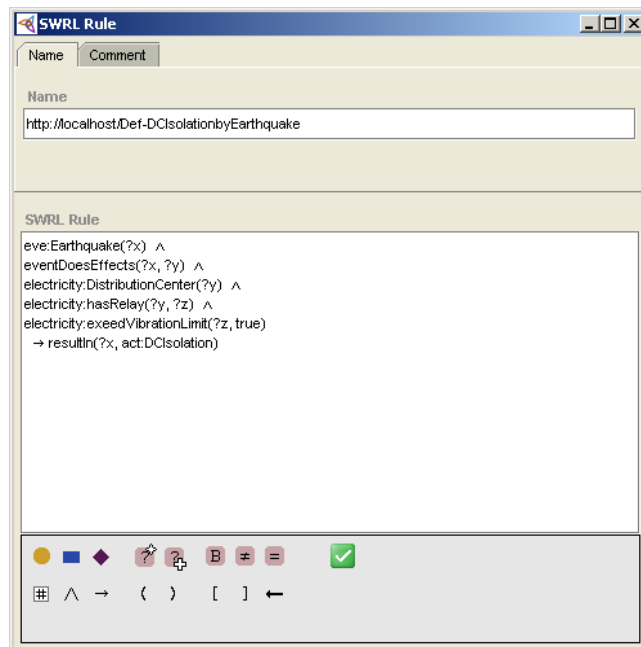 SWRL Rule
Name Comment
Name
http://localhost/Def-DCIsolationbyEarthquake
SWRL Rule
eve:Earthquake(?x) ∧
eventDoesEffects(?x, ?y) ∧
electricity:DistributionCenter(?y) ∧
electricity:hasRelay(?y, ?z) ∧
electricity:exeedVibrationLimit(?z, true)
→ resultIn(?x, act:DCIsolation)
? ? B ≠ =
# ∧ → ( ) [ ] ←